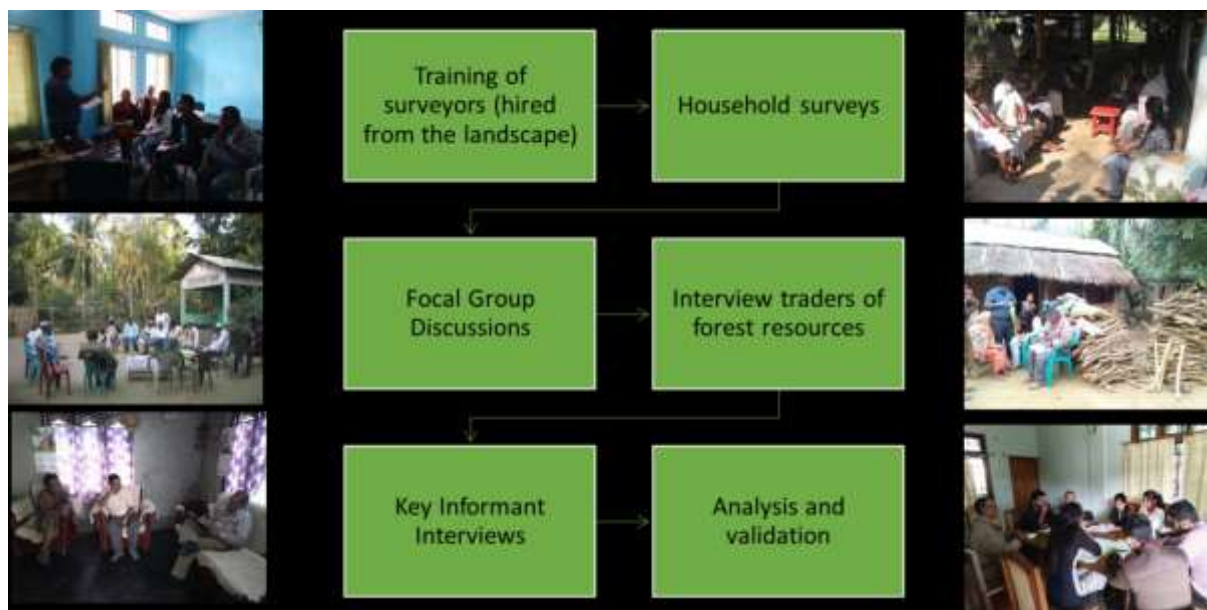 Training of
surveyors (hired
from the landscape)
Household surveys
Focal Group
Discussions
Interview traders of
forest resources
Key Informant
Interviews
Analysis and
validation